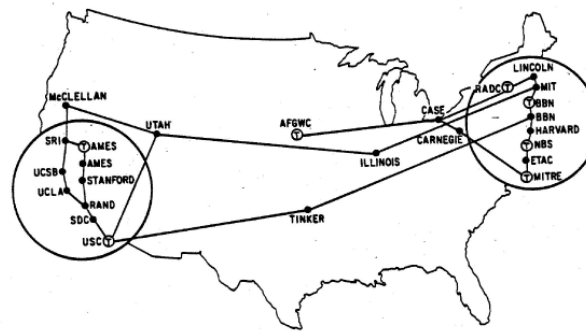 McCLELLAN
UTAH
SRI
T AMES
AMES
UCSB
STANFORD
UCLA
RAND
SDC
USC T
AFGWC
T
CASE
ILLINOIS
CARNEGIE
TINKER
LINCOLN
RADC T
MIT
T BBN
BBN
HARVARD
T NBS
ETAC
T MITRE